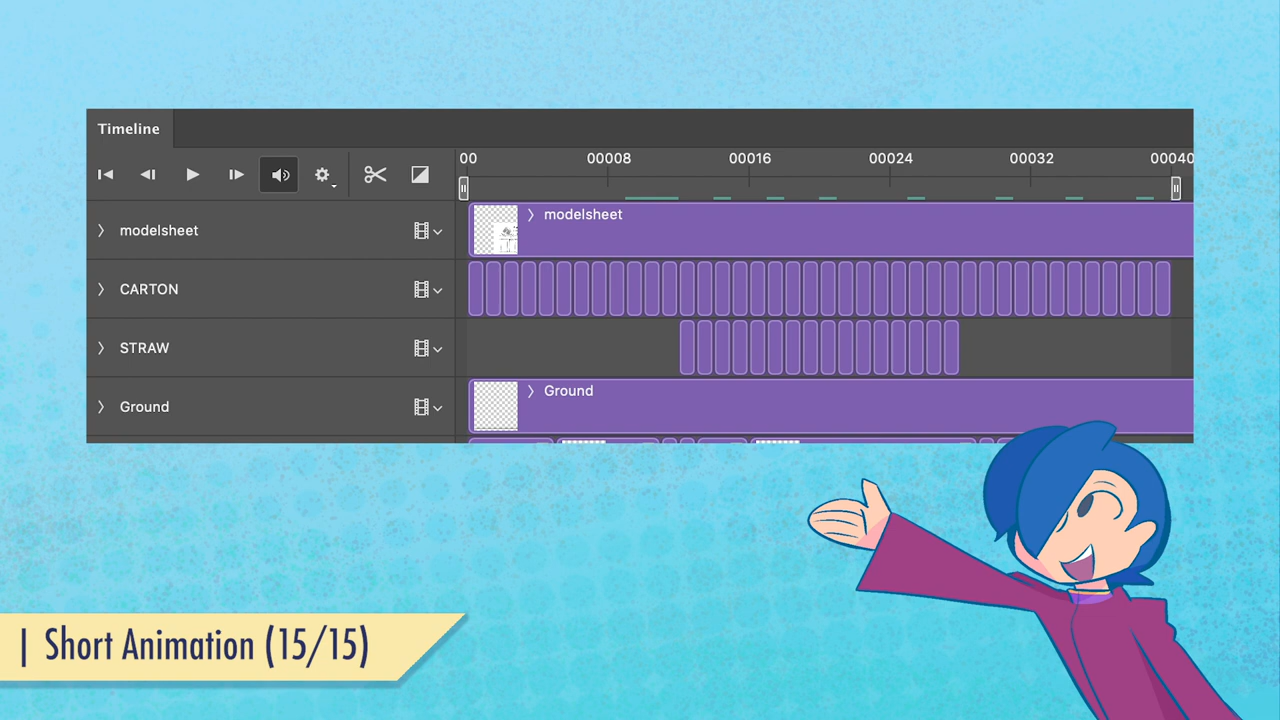 Timeline
00 00008 00016 00024 00032 00040
modelsheet modelsheet
CARTON
STRAW
Ground Ground
| Short Animation (15/15)